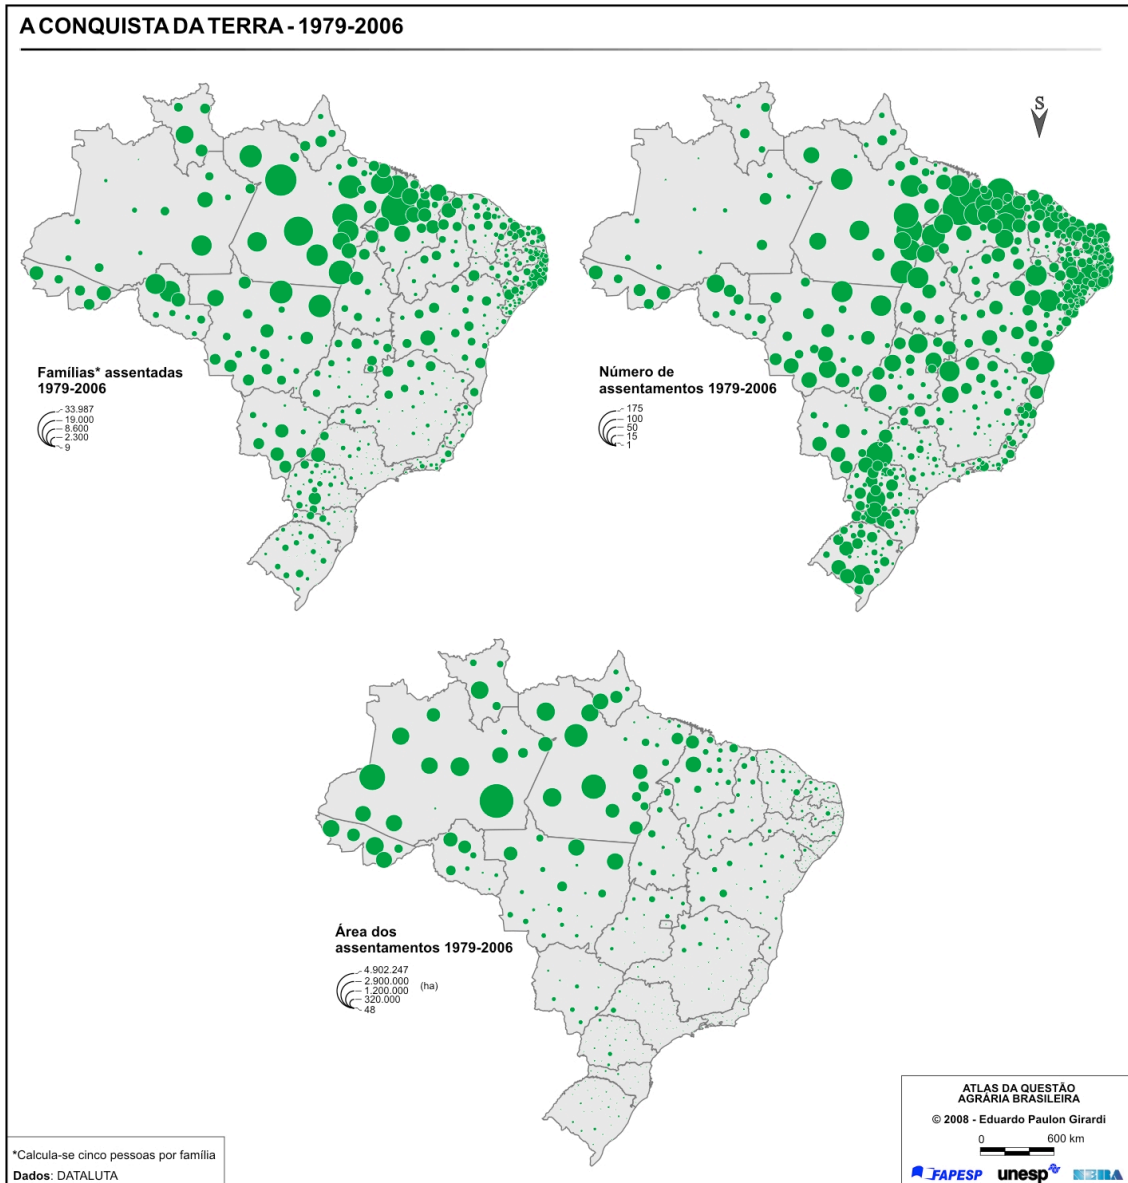 A CONQUISTA DA TERRA - 1979-2006
S
Famílias* assentadas
1979-2006
33.987
19.000
8.600
2.300
9
Número de
assentamentos 1979-2006
175
100
50
15
1
Área dos
assentamentos 1979-2006
4.902.247
2.900.000
1.200.000
320.000
48
(ha)
ATLAS DA QUESTÃO
AGRÁRIA BRASILEIRA
© 2008 - Eduardo Paulon Girardi
0 600 km
FAPESP unesp NERA
*Calcula-se cinco pessoas por família
Dados: DATALUTA